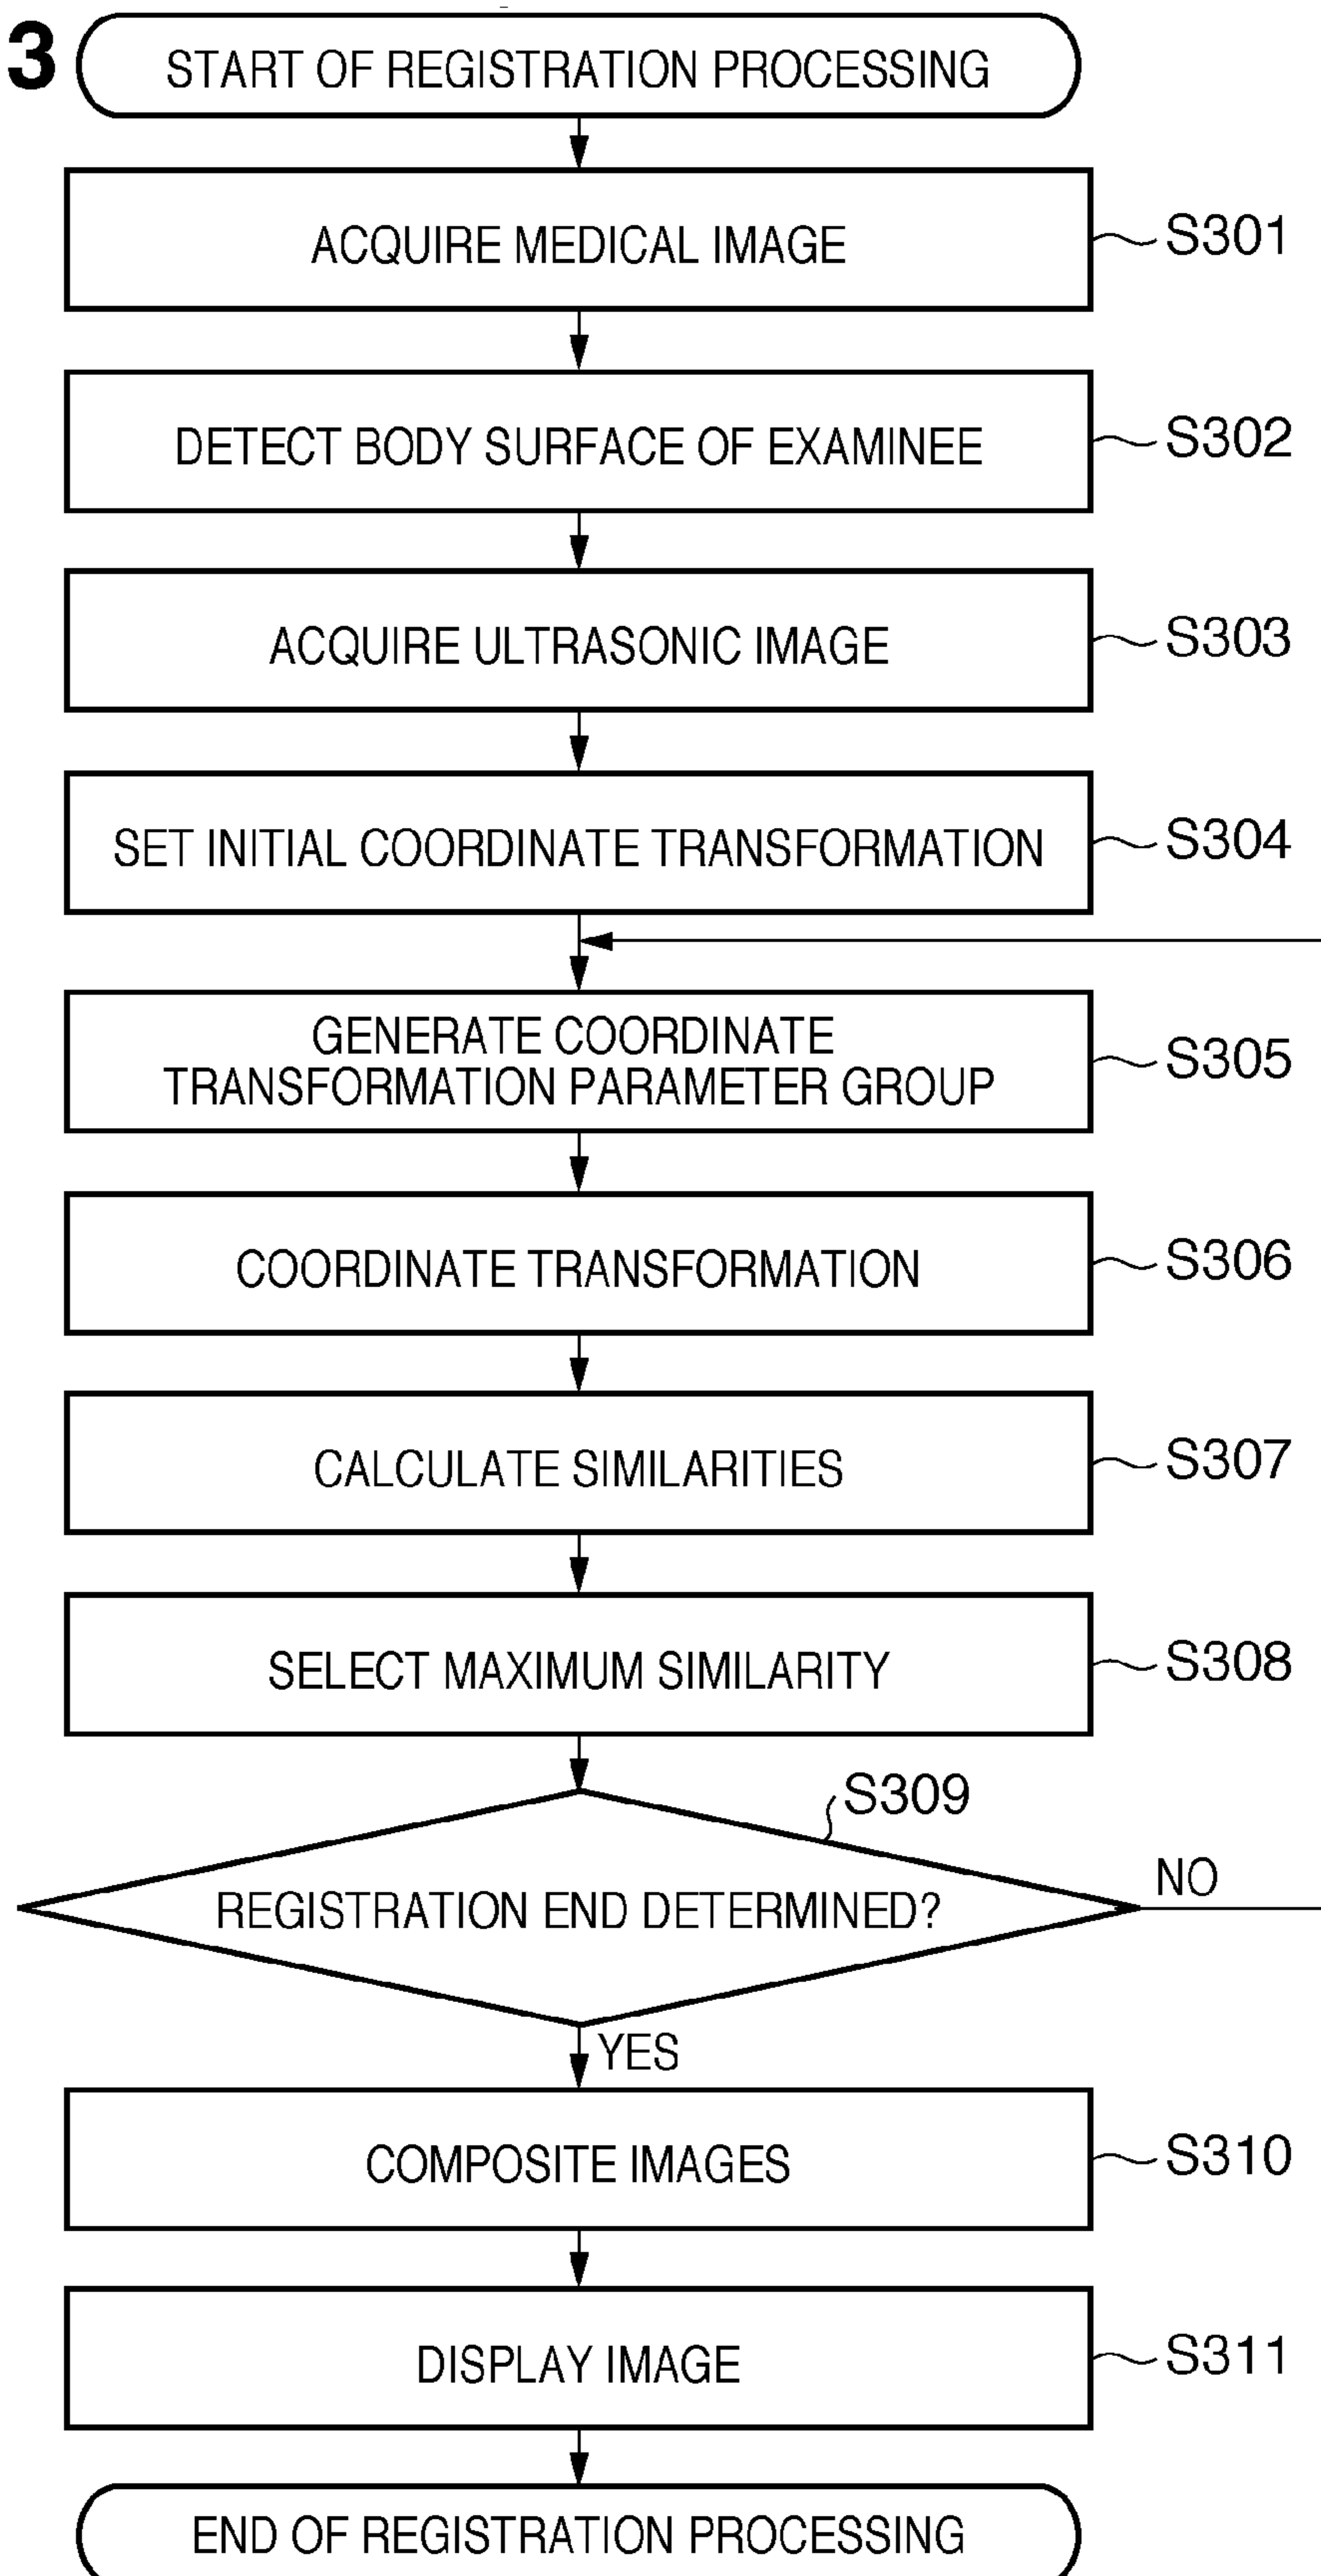 3
START OF REGISTRATION PROCESSING
ACQUIRE MEDICAL IMAGE
S301
DETECT BODY SURFACE OF EXAMINEE
S302
ACQUIRE ULTRASONIC IMAGE
S303
SET INITIAL COORDINATE TRANSFORMATION
S304
GENERATE COORDINATE
TRANSFORMATION PARAMETER GROUP
S305
COORDINATE TRANSFORMATION
S306
CALCULATE SIMILARITIES
S307
SELECT MAXIMUM SIMILARITY
S308
S309
REGISTRATION END DETERMINED?
NO
YES
COMPOSITE IMAGES
S310
DISPLAY IMAGE
S311
END OF REGISTRATION PROCESSING